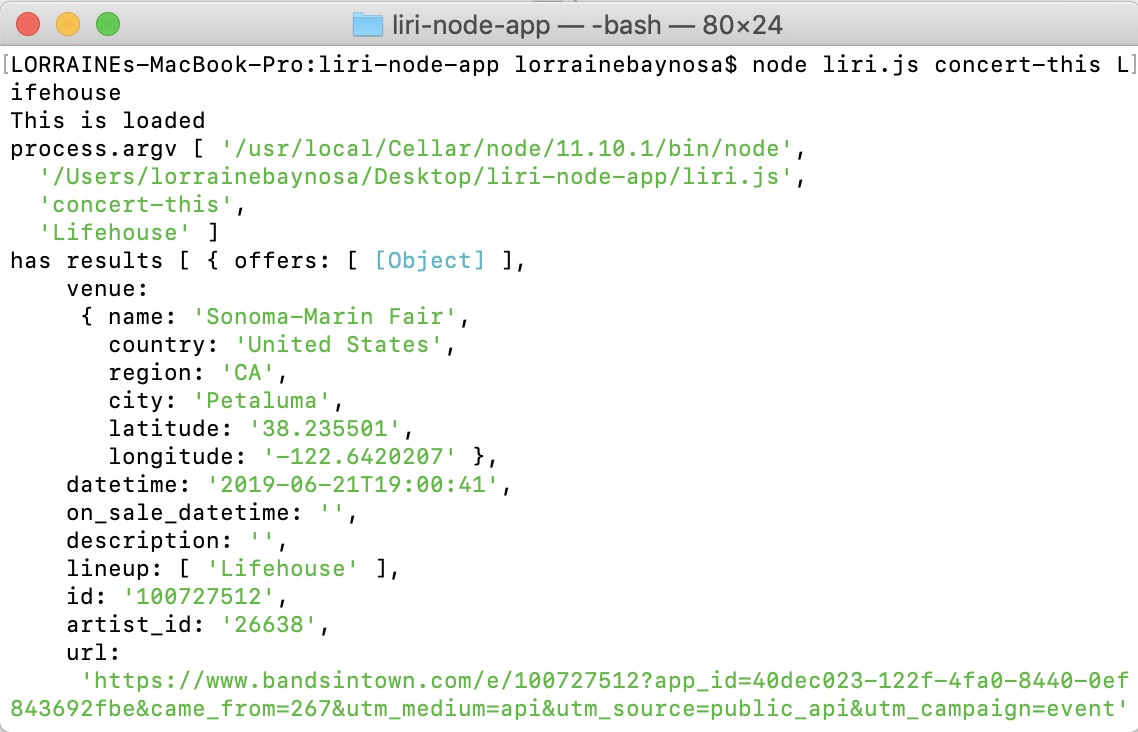 liri-node-app — -bash — 80×24
[LORRAINEs-MacBook-Pro:liri-node-app lorrainebaynosa$ node liri.js concert-this L]
ifehouse
This is loaded
process.argv [ '/usr/local/Cellar/node/11.10.1/bin/node',
  '/Users/lorrainebaynosa/Desktop/liri-node-app/liri.js',
  'concert-this',
  'Lifehouse' ]
has results [ { offers: [ [Object] ],
    venue:
     { name: 'Sonoma-Marin Fair',
       country: 'United States',
       region: 'CA',
       city: 'Petaluma',
       latitude: '38.235501',
       longitude: '-122.6420207' },
    datetime: '2019-06-21T19:00:41',
    on_sale_datetime: '',
    description: '',
    lineup: [ 'Lifehouse' ],
    id: '100727512',
    artist_id: '26638',
    url:
     'https://www.bandsintown.com/e/100727512?app_id=40dec023-122f-4fa0-8440-0ef
843692fbe&came_from=267&utm_medium=api&utm_source=public_api&utm_campaign=event'